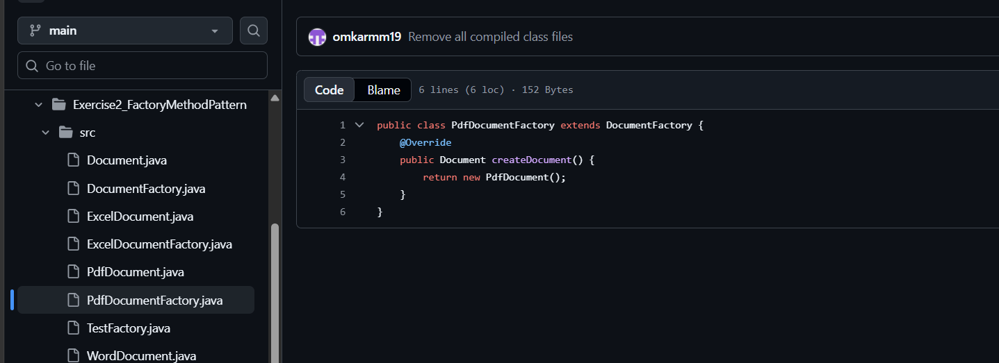 main
Go to file
Exercise2_FactoryMethodPattern
src
Document.java
DocumentFactory.java
ExcelDocument.java
ExcelDocumentFactory.java
PdfDocument.java
PdfDocumentFactory.java
TestFactory.java
WordDocument.java
omkarmm19 Remove all compiled class files
Code Blame 6 lines (6 loc) · 152 Bytes
1 public class PdfDocumentFactory extends DocumentFactory {
2 @Override
3 public Document createDocument() {
4 return new PdfDocument();
5 }
6 }